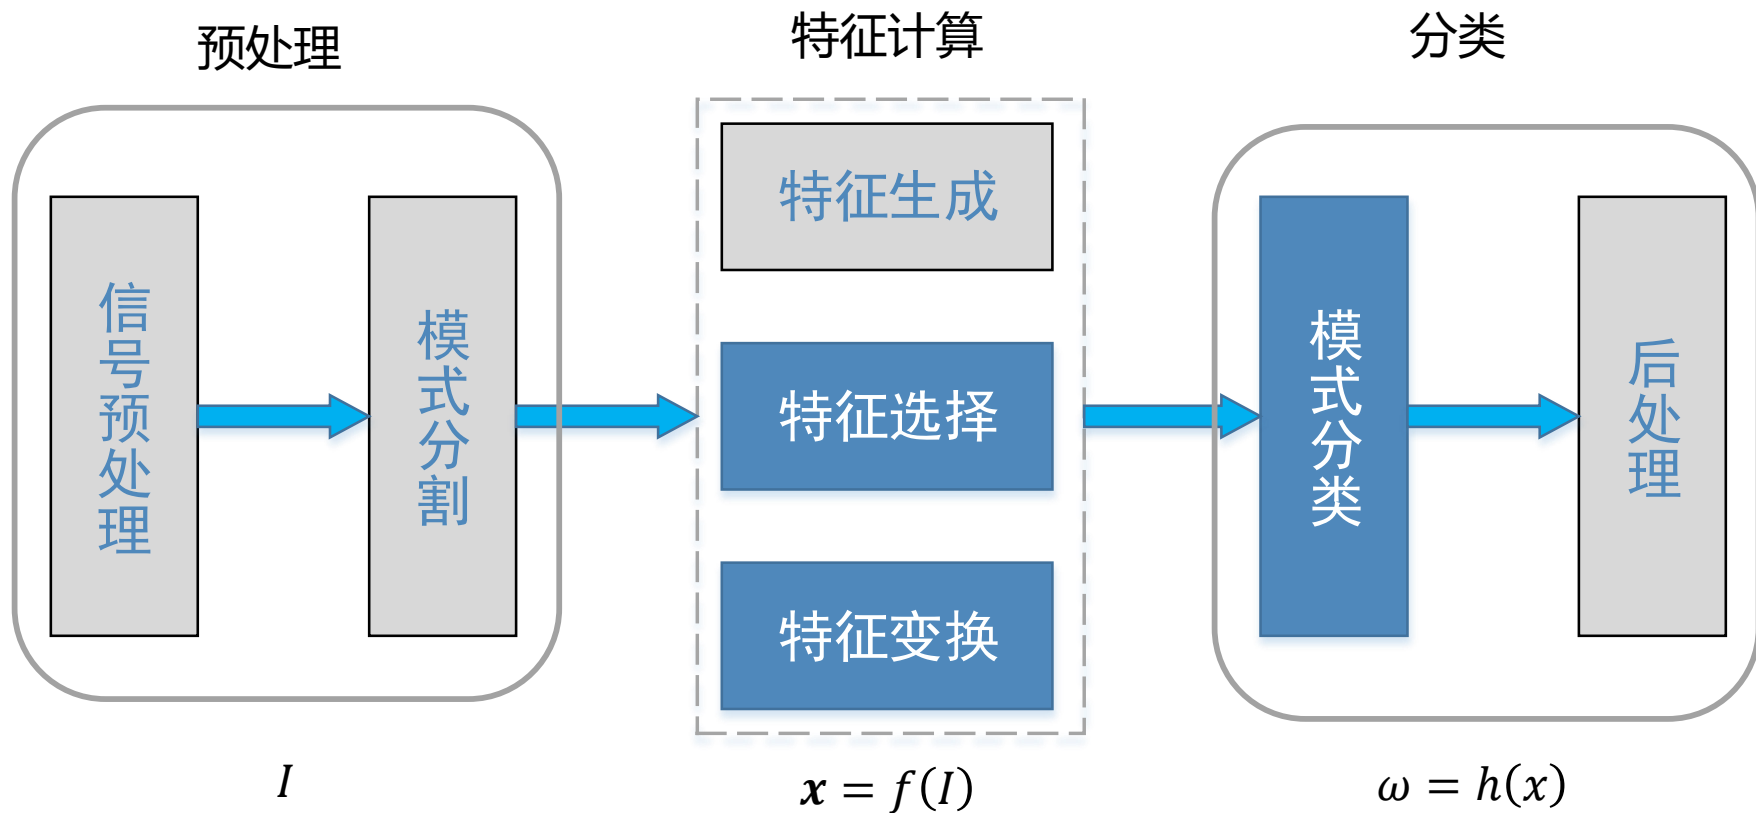 预处理
特征计算
分类
信号预处理
模式分割
特征生成
特征选择
特征变换
模式分类
后处理
I
x = f(I)
ω = h(x)